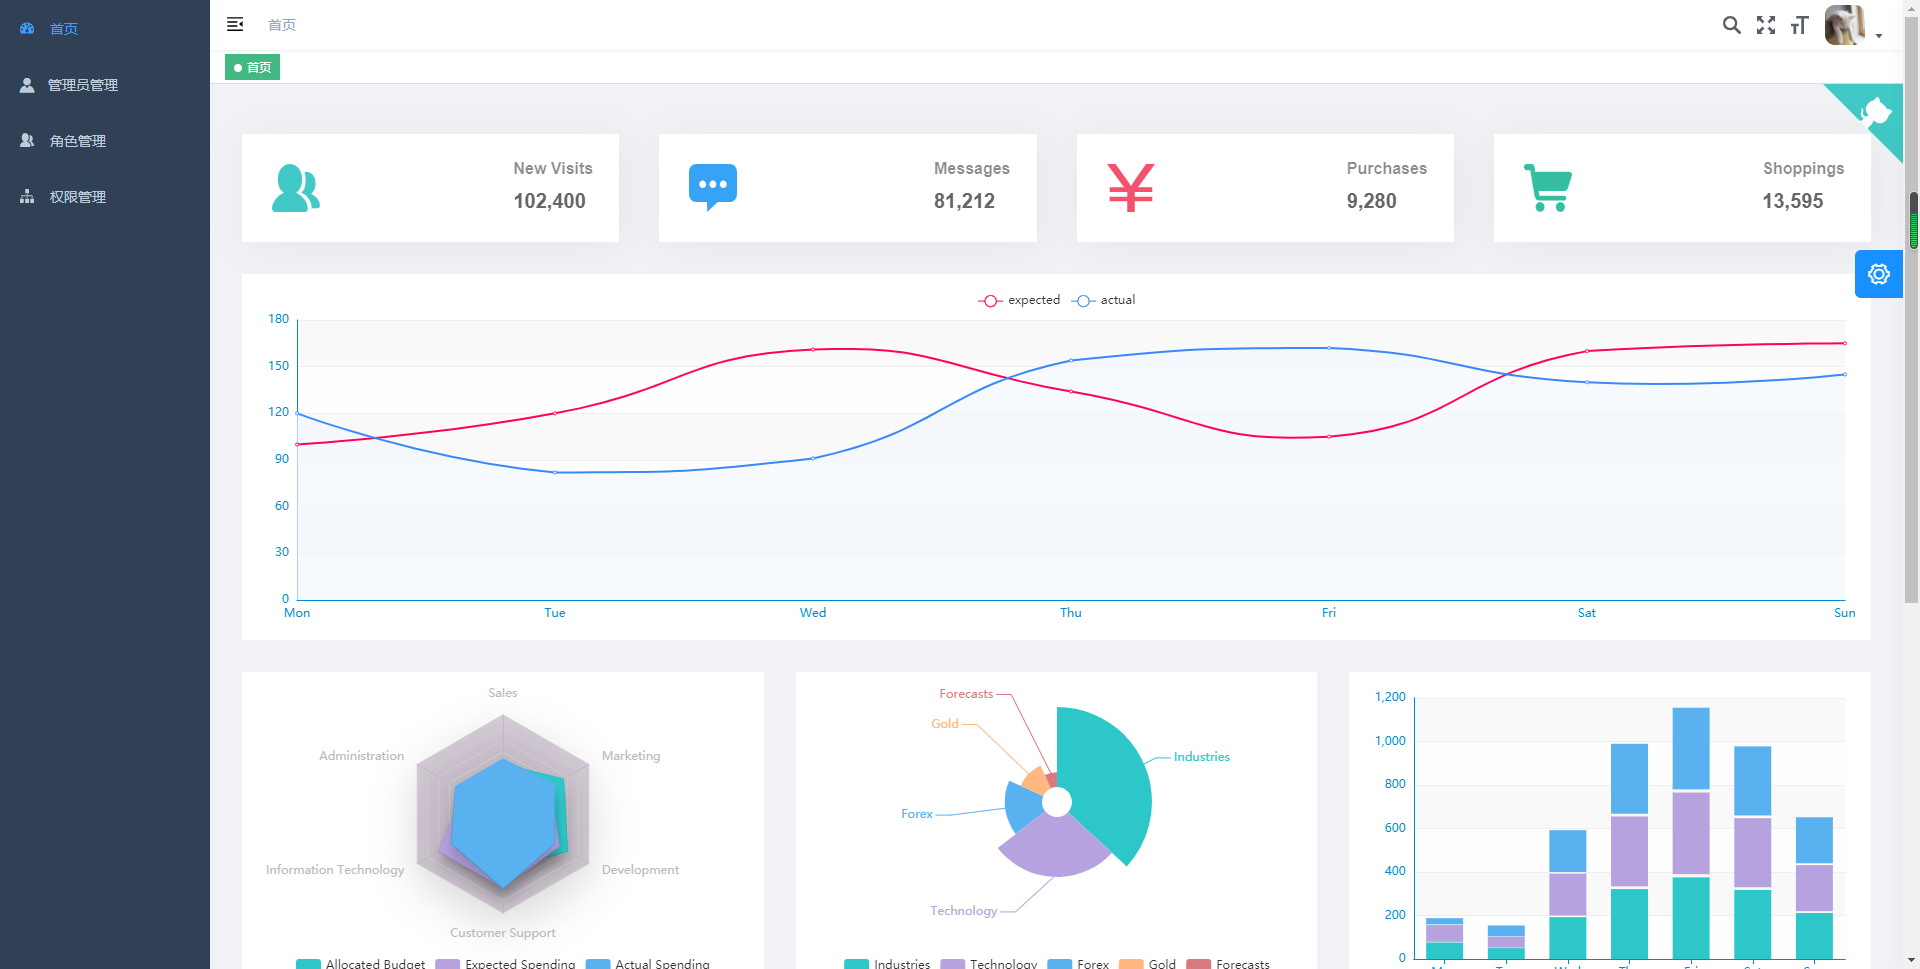 首页
管理员管理
角色管理
权限管理
首页
首页
New Visits
102,400
Messages
81,212
Purchases
9,280
Shoppings
13,595
expected
actual
180
150
120
90
60
30
0
Mon
Tue
Wed
Thu
Fri
Sat
Sun
Sales
Administration
Marketing
Information Technology
Development
Customer Support
Allocated Budget
Expected Spending
Actual Spending
Forecasts
Gold
Industries
Forex
Technology
Industries
Technology
Forex
Gold
Forecasts
1,200
1,000
800
600
400
200
0